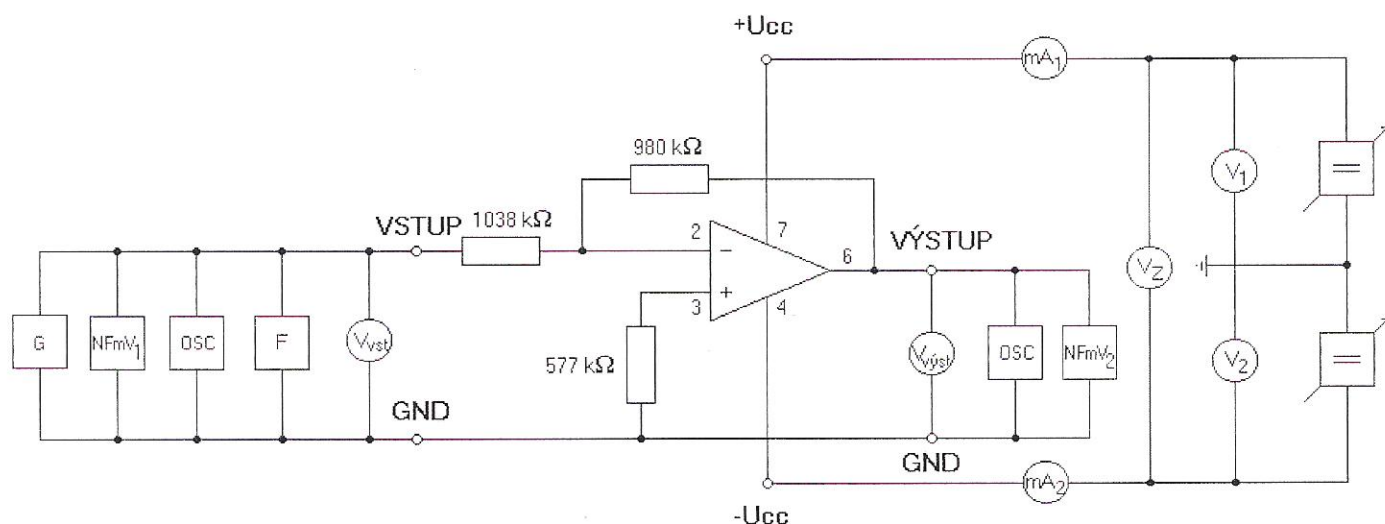 +Ucc
mA1
980 kΩ
V1
VSTUP
1038 kΩ
2
7
VÝSTUP
6
VZ
3
4
G
NFmV1
OSC
F
Vvst
577 kΩ
Vvýst
OSC
NFmV2
V2
GND
GND
mA2
-Ucc